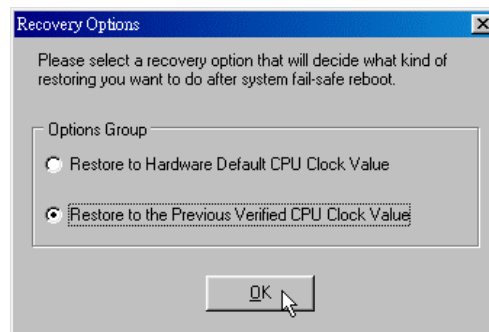 Recovery Options
Please select a recovery option that will decide what kind of
restoring you want to do after system fail-safe reboot.
Options Group
Restore to Hardware Default CPU Clock Value
Restore to the Previous Verified CPU Clock Value
OK